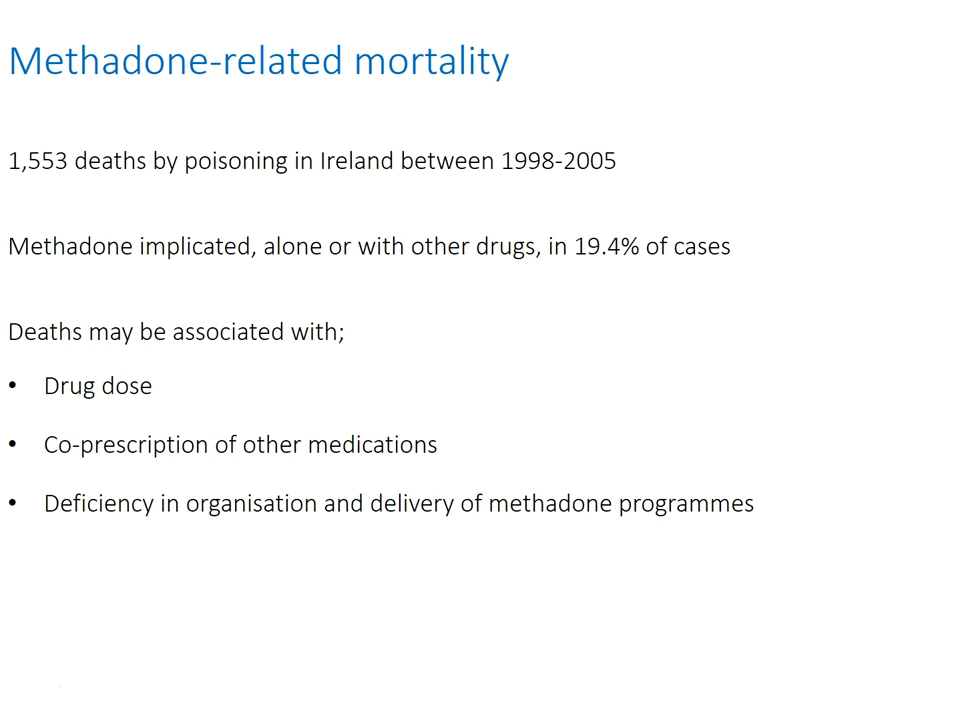 Methadone-related mortality
1,553 deaths by poisoning in Ireland between 1998-2005
Methadone implicated, alone or with other drugs, in 19.4% of cases
Deaths may be associated with;
• Drug dose
• Co-prescription of other medications
• Deficiency in organisation and delivery of methadone programmes